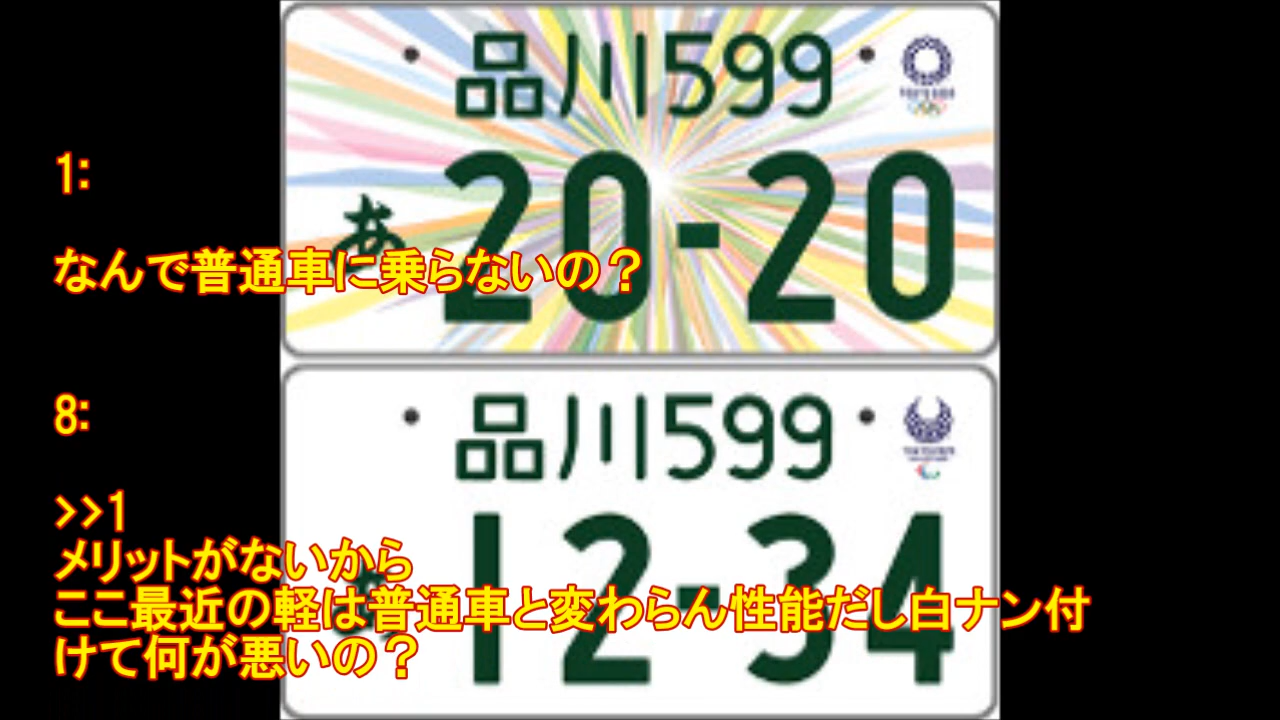 品川599
あ 20-20
1:
なんで普通車に乗らないの？
品川599
あ 12-34
8:
>>1
メリットがないから
ここ最近の軽は普通車と変わらん性能だし白ナン付
けて何が悪いの？